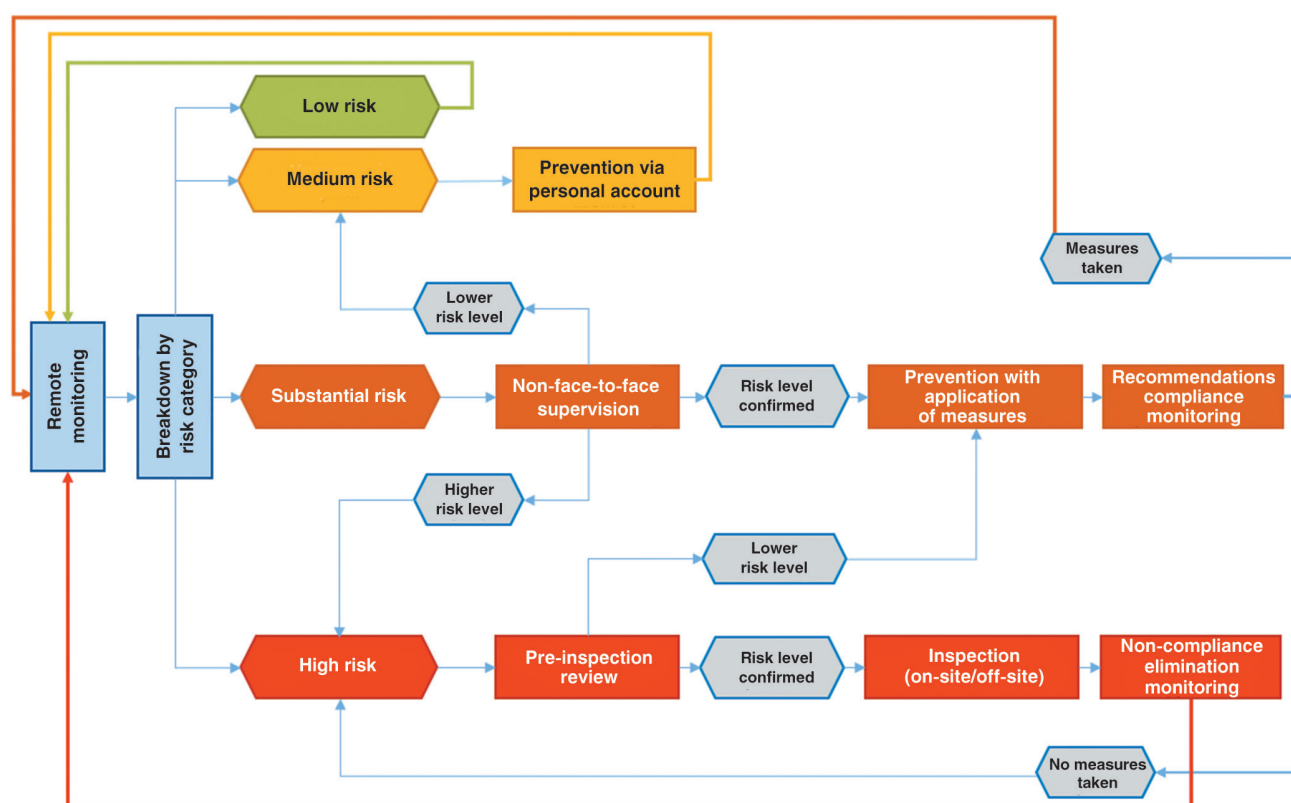 Low risk
Medium risk
Prevention via
personal account
Measures
taken
Lower
risk level
Remote
monitoring
Breakdown by
risk category
Substantial risk
Non-face-to-face
supervision
Risk level
confirmed
Prevention with
application
of measures
Recommendations
compliance
monitoring
Higher
risk level
Lower
risk level
High risk
Pre-inspection
review
Risk level
confirmed
Inspection
(on-site/off-site)
Non-compliance
elimination
monitoring
No measures
taken